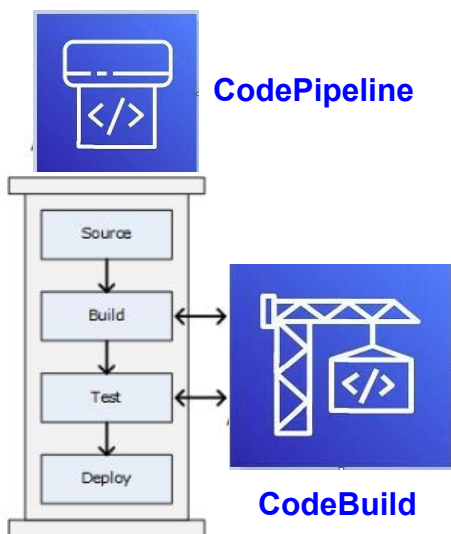 CodePipeline
</>
Source
Build
Test
Deploy
</>
CodeBuild